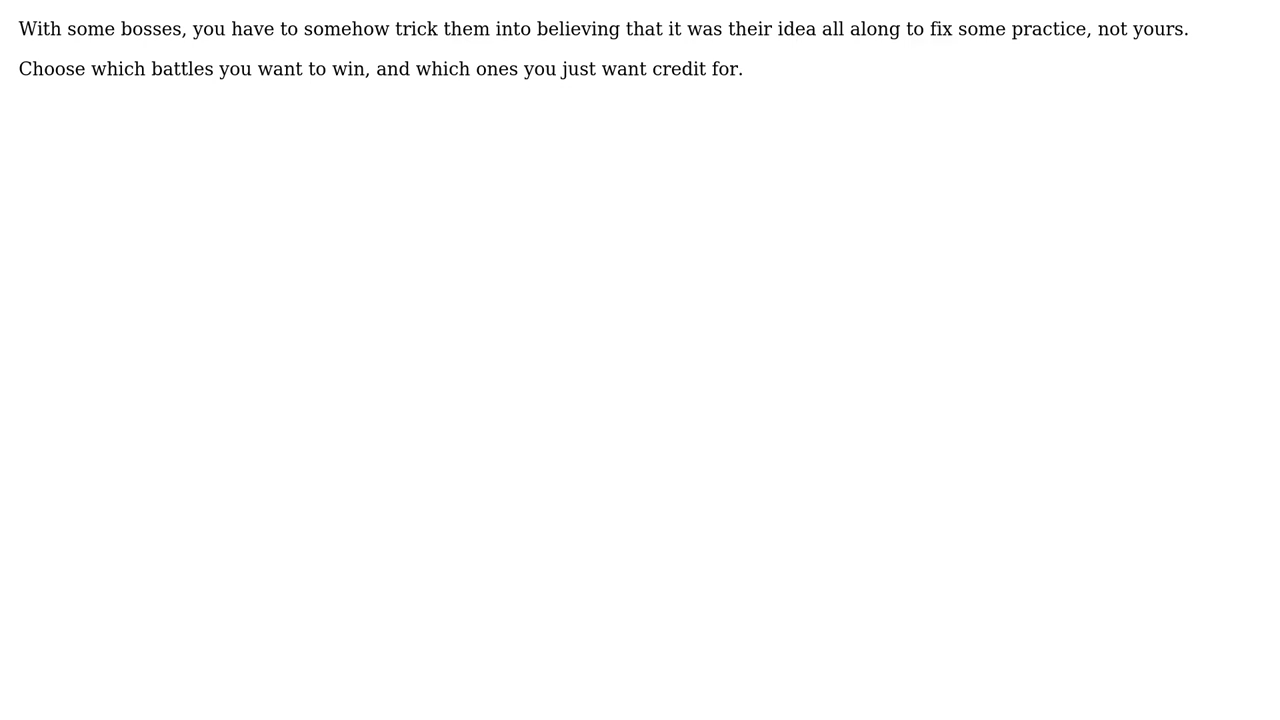 With some bosses, you have to somehow trick them into believing that it was their idea all along to fix some practice, not yours.
Choose which battles you want to win, and which ones you just want credit for.